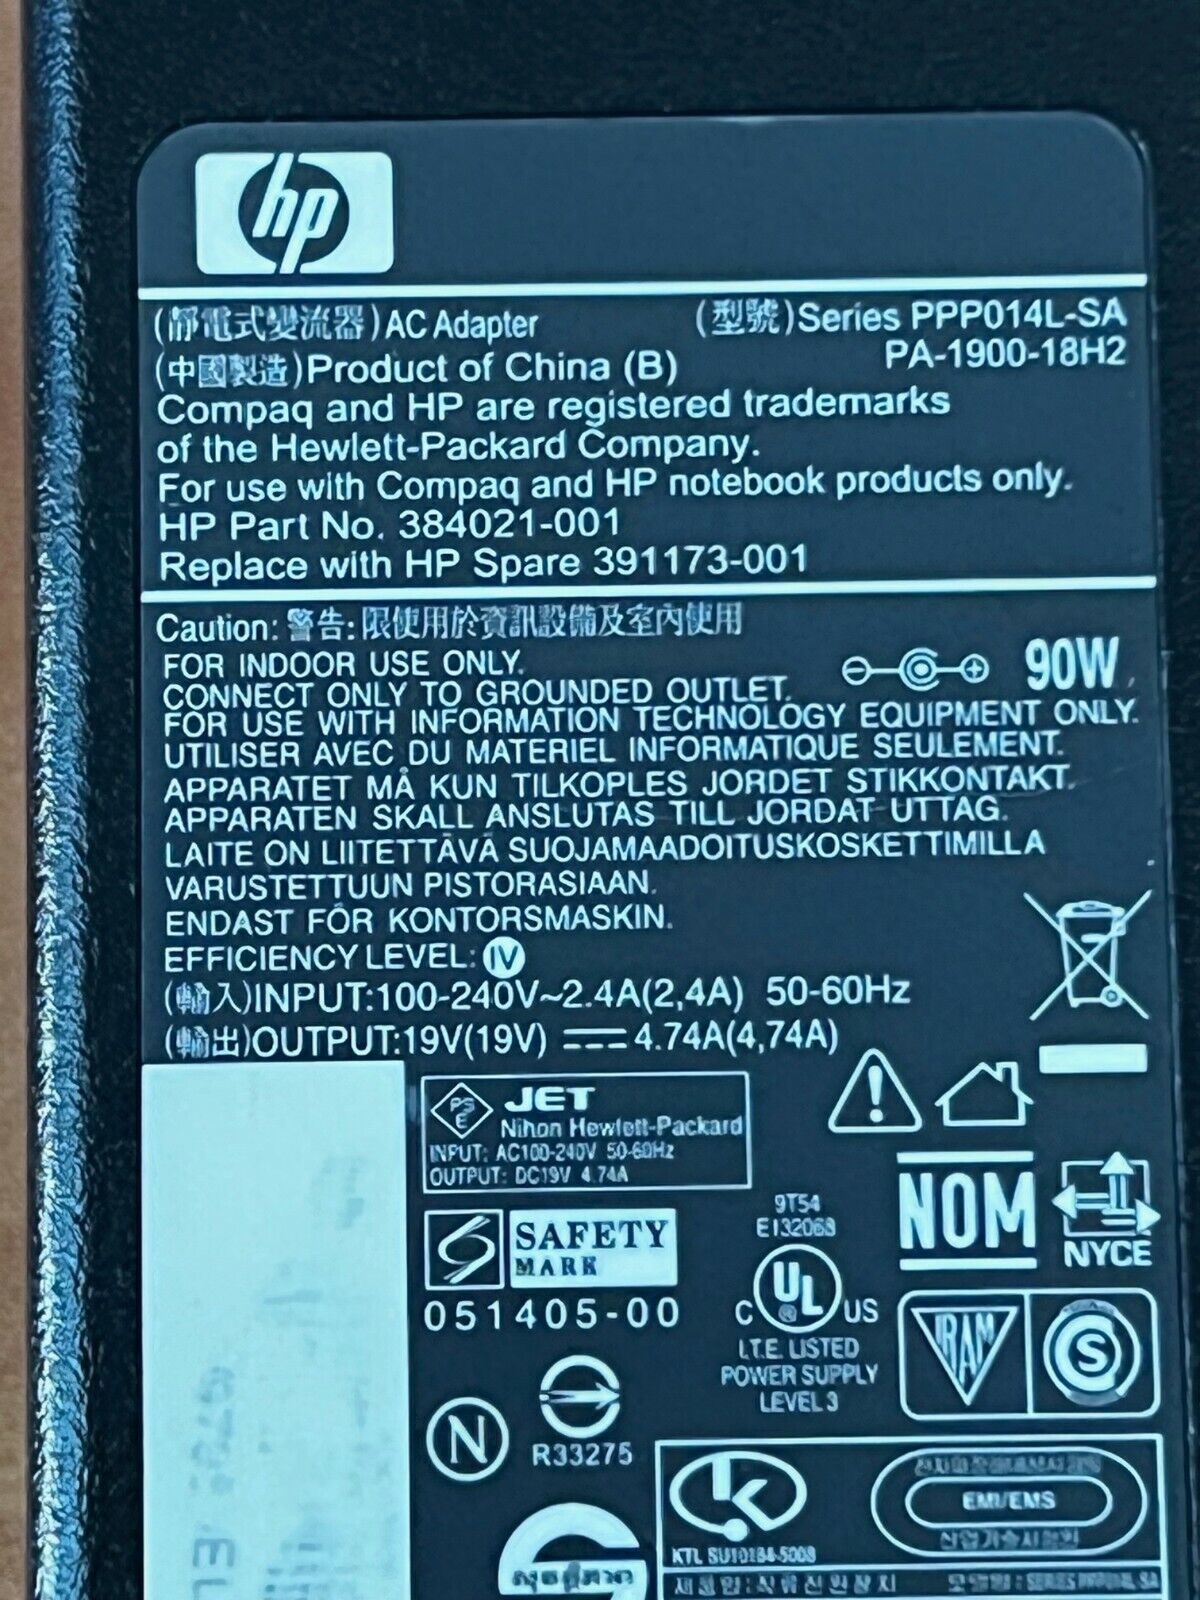 hp
(靜電式變流器)AC Adapter (型號)Series PPP014L-SA
PA-1900-18H2
(中國製造)Product of China (B)
Compaq and HP are registered trademarks
of the Hewlett-Packard Company.
For use with Compaq and HP notebook products only.
HP Part No. 384021-001
Replace with HP Spare 391173-001
Caution: 警告:限使用於資訊設備及室內使用
FOR INDOOR USE ONLY.
90W
CONNECT ONLY TO GROUNDED OUTLET.
FOR USE WITH INFORMATION TECHNOLOGY EQUIPMENT ONLY.
UTILISER AVEC DU MATERIEL INFORMATIQUE SEULEMENT.
APPARATET MÅ KUN TILKOPLES JORDET STIKKONTAKT.
APPARATEN SKALL ANSLUTAS TILL JORDAT UTTAG.
LAITE ON LIITETTÄVÄ SUOJAMAADOITUSKOSKETTIMILLA
VARUSTETTUUN PISTORASIAAN.
ENDAST FÖR KONTORSMASKIN.
EFFICIENCY LEVEL: IV
(輸入)INPUT:100-240V~2.4A(2,4A) 50-60Hz
(輸出)OUTPUT:19V(19V) ⎓ 4.74A(4,74A)
PS
E
JET
Nihon Hewlett-Packard
INPUT: AC100-240V 50-60Hz
OUTPUT: DC19V 4.74A
NOM
NYCE
SAFETY
MARK
051405-00
9T54
E132068
C UL US
I.T.E. LISTED
POWER SUPPLY
LEVEL 3
IRAM
S
N
R33275
KTL SU10184-5008
EMI/EMS